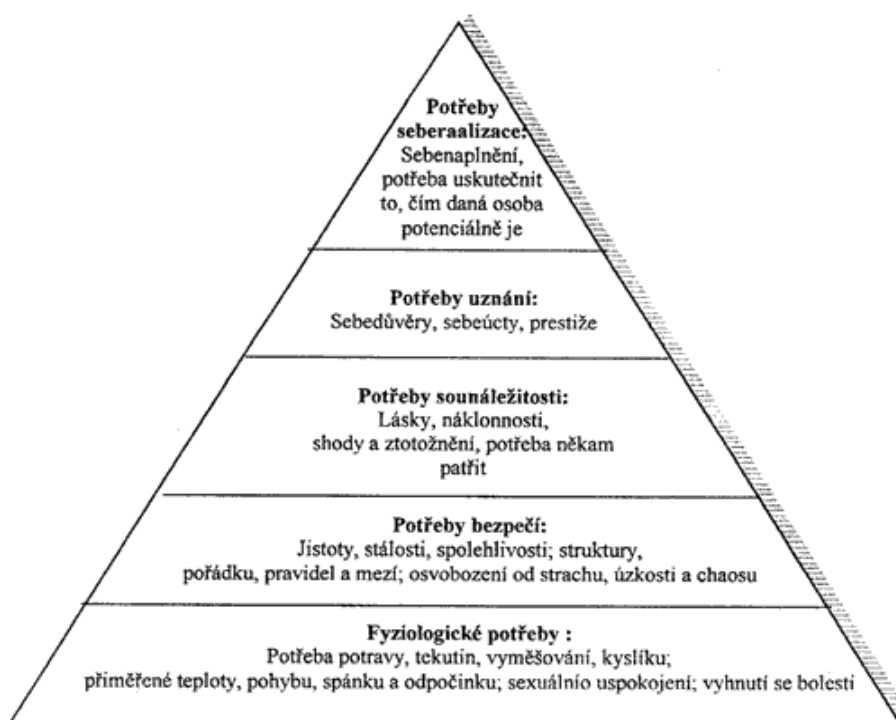 Potřeby
seberaalizace:
Sebenaplnění,
potřeba uskutečnit
to, čím daná osoba
potenciálně je
Potřeby uznání:
Sebedůvěry, sebeúcty, prestiže
Potřeby sounáležitosti:
Lásky, náklonnosti,
shody a ztotožnění, potřeba někam
patřit
Potřeby bezpečí:
Jistoty, stálosti, spolehlivosti; struktury,
pořádku, pravidel a mezí; osvobození od strachu, úzkosti a chaosu
Fyziologické potřeby :
Potřeba potravy, tekutin, vyměšování, kyslíku;
přiměřené teploty, pohybu, spánku a odpočinku; sexuálnío uspokojení; vyhnutí se bolesti